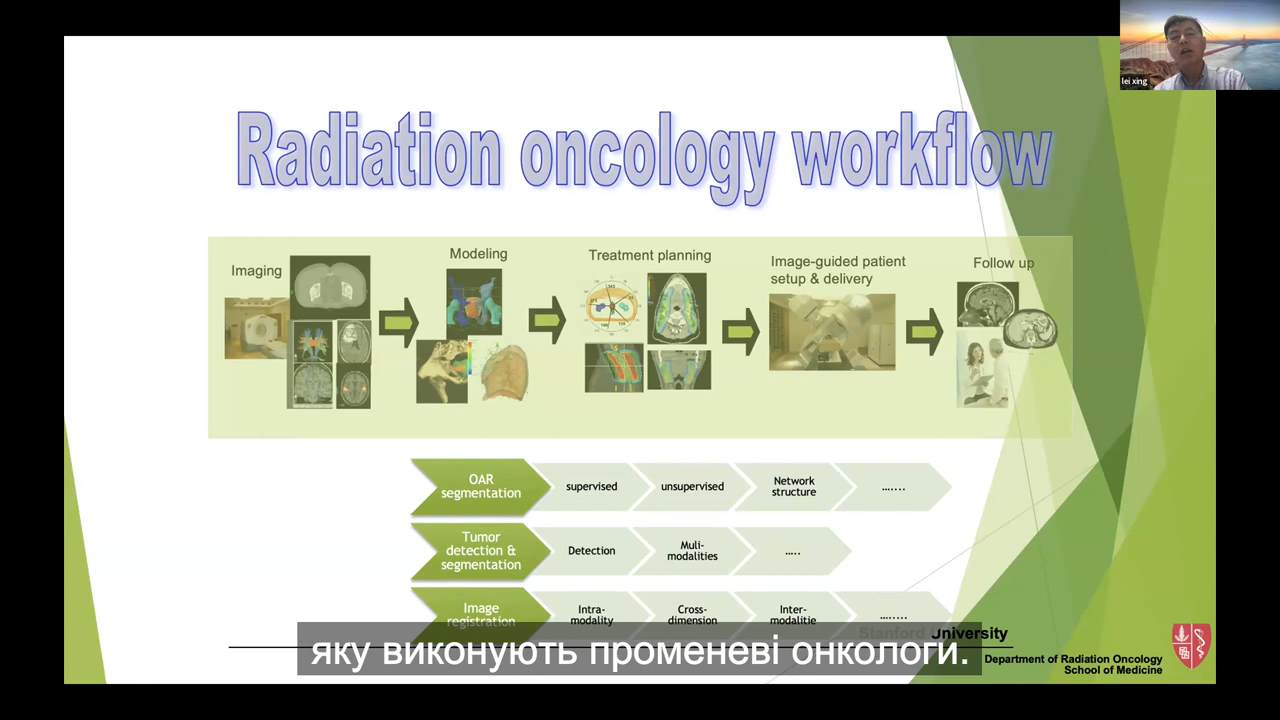 lei xing
Radiation oncology workflow
Imaging
Modeling
Treatment planning
Image-guided patient
setup & delivery
Follow up
OAR
segmentation
supervised
unsupervised
Network
structure
…....
Tumor
detection &
segmentation
Detection
Muli-
modalities
…..
Image
registration
Intra-
modality
Cross-
dimension
Inter-
modalitie
….....
Stanford University
Department of Radiation Oncology
School of Medicine
яку виконують променеві онкологи.